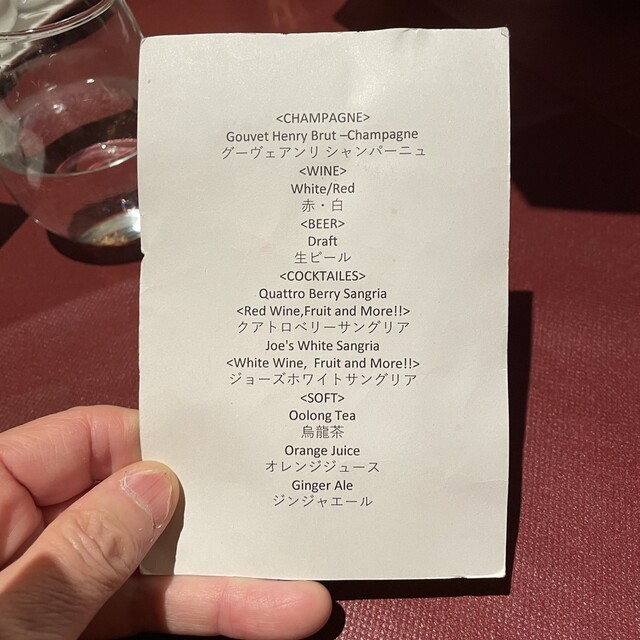 <CHAMPAGNE>
Gouvet Henry Brut –Champagne
グーヴェアンリ シャンパーニュ
<WINE>
White/Red
赤・白
<BEER>
Draft
生ビール
<COCKTAILES>
Quattro Berry Sangria
<Red Wine,Fruit and More!!>
クアトロベリーサングリア
Joe's White Sangria
<White Wine,  Fruit and More!!>
ジョーズホワイトサングリア
<SOFT>
Oolong Tea
烏龍茶
Orange Juice
オレンジジュース
Ginger Ale
ジンジャエール